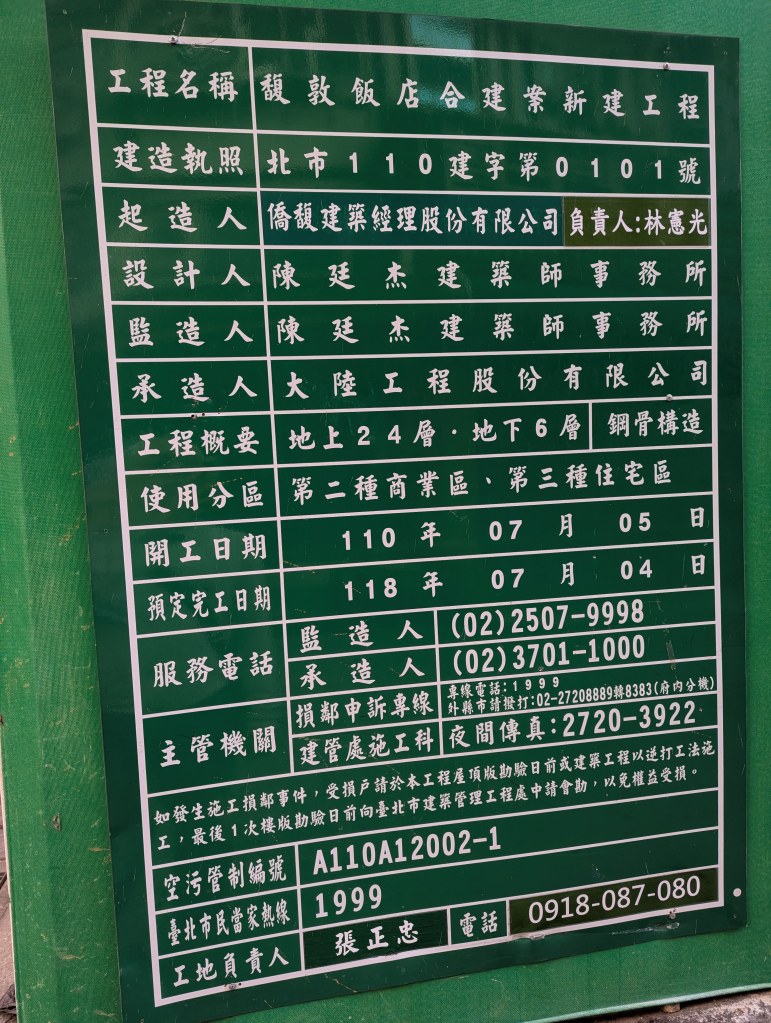 工程名稱 馥敦飯店合建案新建工程
建造執照 北市110建字第0101號
起造人 僑馥建築經理股份有限公司 負責人:林憲光
設計人 陳廷杰建築師事務所
監造人 陳廷杰建築師事務所
承造人 大陸工程股份有限公司
工程概要 地上24層·地下6層 鋼骨構造
使用分區 第二種商業區、第三種住宅區
開工日期 110年07月05日
預定完工日期 118年07月04日
服務電話 監造人 (02)2507-9998
承造人 (02)3701-1000
主管機關 損鄰申訴專線 專線電話:1999
外縣市請撥打:02-27208889轉8383(府內分機)
建管處施工科 夜間傳真:2720-3922
如發生施工損鄰事件，受損戶請於本工程屋頂版勘驗日前或建築工程以逆打工法施
工，最後1次樓版勘驗日前向臺北市建築管理工程處申請會勘，以免權益受損。
空污管制編號 A110A12002-1
臺北市民當家熱線 1999
工地負責人 張正忠 電話 0918-087-080